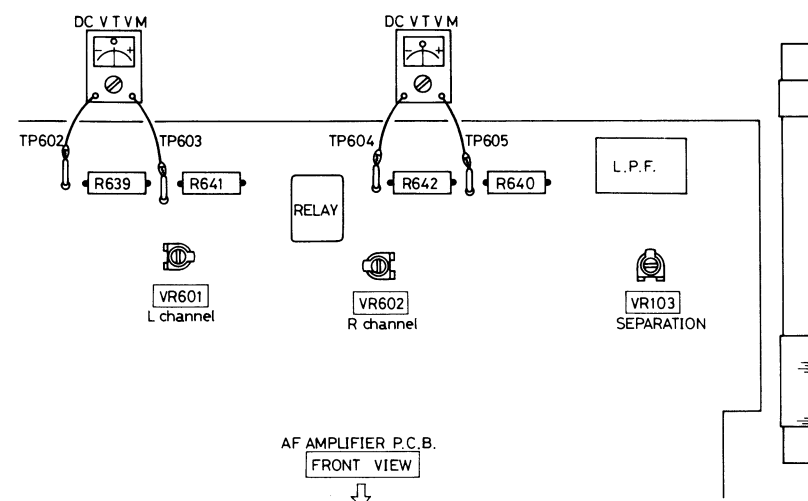 DC VTVM
DC VTVM
- +
- +
TP602
TP603
TP604
TP605
L.P.F.
R639
R641
R642
R640
RELAY
VR601
L channel
VR602
R channel
VR103
SEPARATION
AF AMPLIFIER P.C.B.
FRONT VIEW